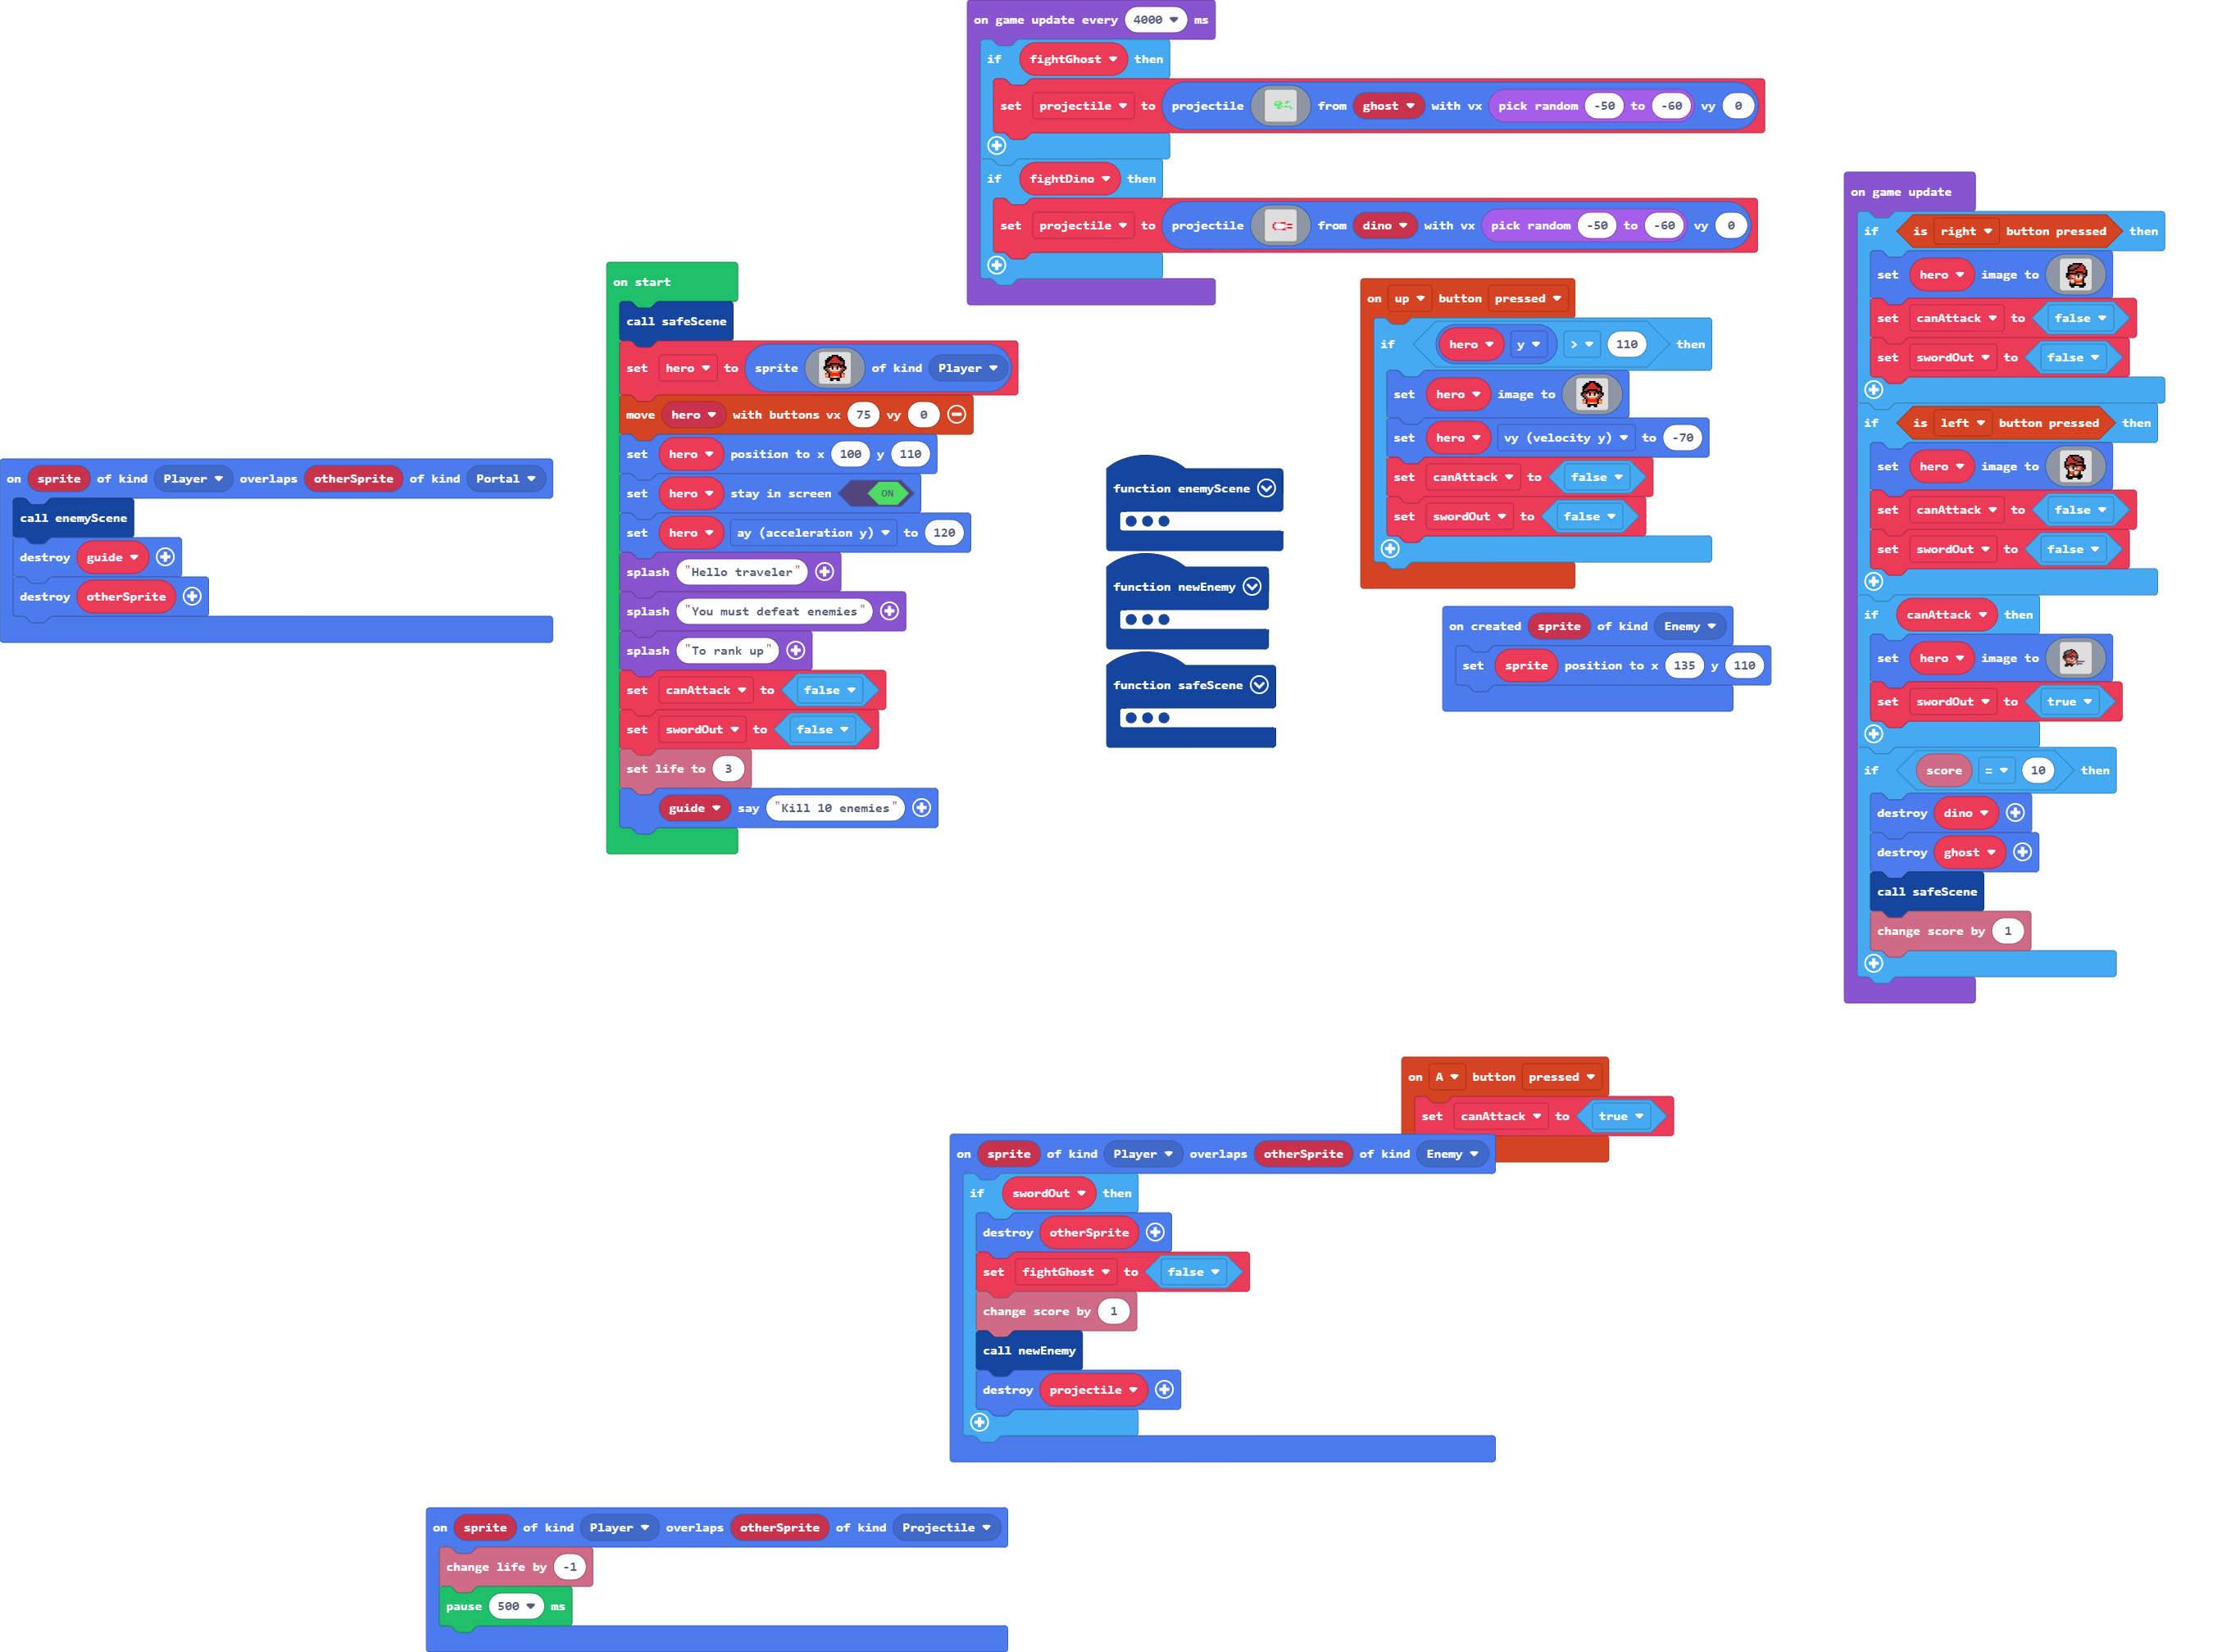 on game update every 4000 ms
if fightGhost then
set projectile to projectile from ghost with vx pick random -50 to -60 vy 0
if fightDino then
set projectile to projectile from dino with vx pick random -50 to -60 vy 0
on start
call safeScene
set hero to sprite of kind Player
move hero with buttons vx 75 vy 0
set hero position to x 100 y 110
set hero stay in screen ON
set hero ay (acceleration y) to 120
splash "Hello traveler"
splash "You must defeat enemies"
splash "To rank up"
set canAttack to false
set swordOut to false
set life to 3
guide say "Kill 10 enemies"
on sprite of kind Player overlaps otherSprite of kind Portal
call enemyScene
destroy guide
destroy otherSprite
function enemyScene
function newEnemy
function safeScene
on up button pressed
if hero y > 110 then
set hero image to
set hero vy (velocity y) to -70
set canAttack to false
set swordOut to false
on created sprite of kind Enemy
set sprite position to x 135 y 110
on game update
if is right button pressed then
set hero image to
set canAttack to false
set swordOut to false
if is left button pressed then
set hero image to
set canAttack to false
set swordOut to false
if canAttack then
set hero image to
set swordOut to true
if score = 10 then
destroy dino
destroy ghost
call safeScene
change score by 1
on A button pressed
set canAttack to true
on sprite of kind Player overlaps otherSprite of kind Enemy
if swordOut then
destroy otherSprite
set fightGhost to false
change score by 1
call newEnemy
destroy projectile
on sprite of kind Player overlaps otherSprite of kind Projectile
change life by -1
pause 500 ms